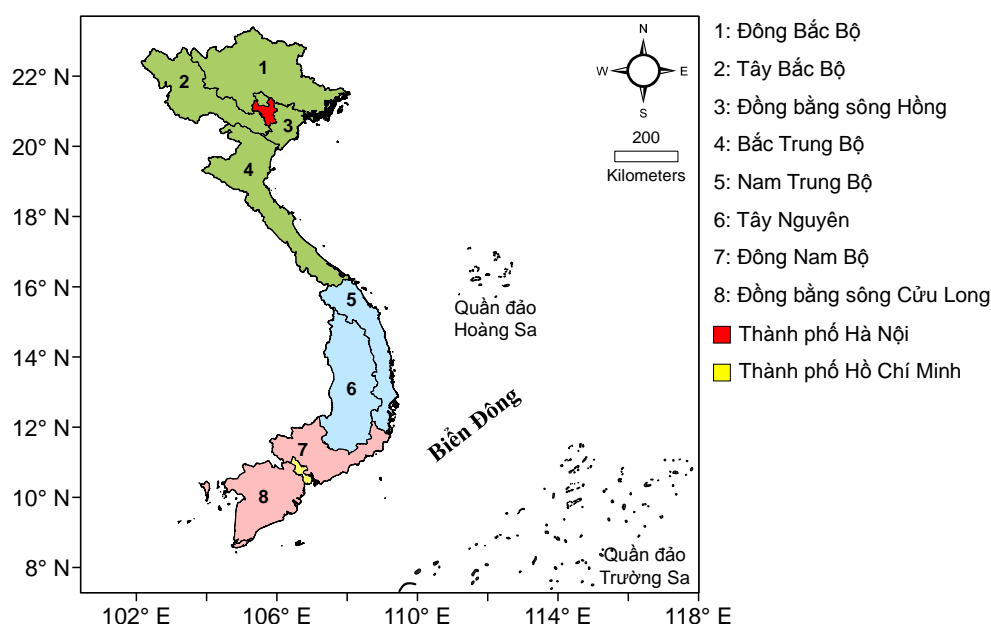 22° N
20° N
18° N
16° N
14° N
12° N
10° N
8° N
102° E
106° E
110° E
114° E
118° E
1
2
3
4
5
6
7
8
N
W
E
S
200
Kilometers
Quần đảo
Hoàng Sa
Biển Đông
Quần đảo
Trường Sa
1: Đông Bắc Bộ
2: Tây Bắc Bộ
3: Đồng bằng sông Hồng
4: Bắc Trung Bộ
5: Nam Trung Bộ
6: Tây Nguyên
7: Đông Nam Bộ
8: Đồng bằng sông Cửu Long
Thành phố Hà Nội
Thành phố Hồ Chí Minh